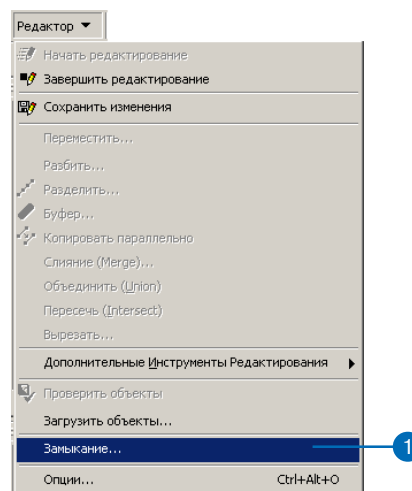 Редактор
Начать редактирование
Завершить редактирование
Сохранить изменения
Переместить...
Разбить...
Разделить...
Буфер...
Копировать параллельно
Слияние (Merge)...
Объединить (Union)
Пересечь (Intersect)
Вырезать...
Дополнительные Инструменты Редактирования
Проверить объекты
Загрузить объекты...
Замыкание... 1
Опции... Ctrl+Alt+O